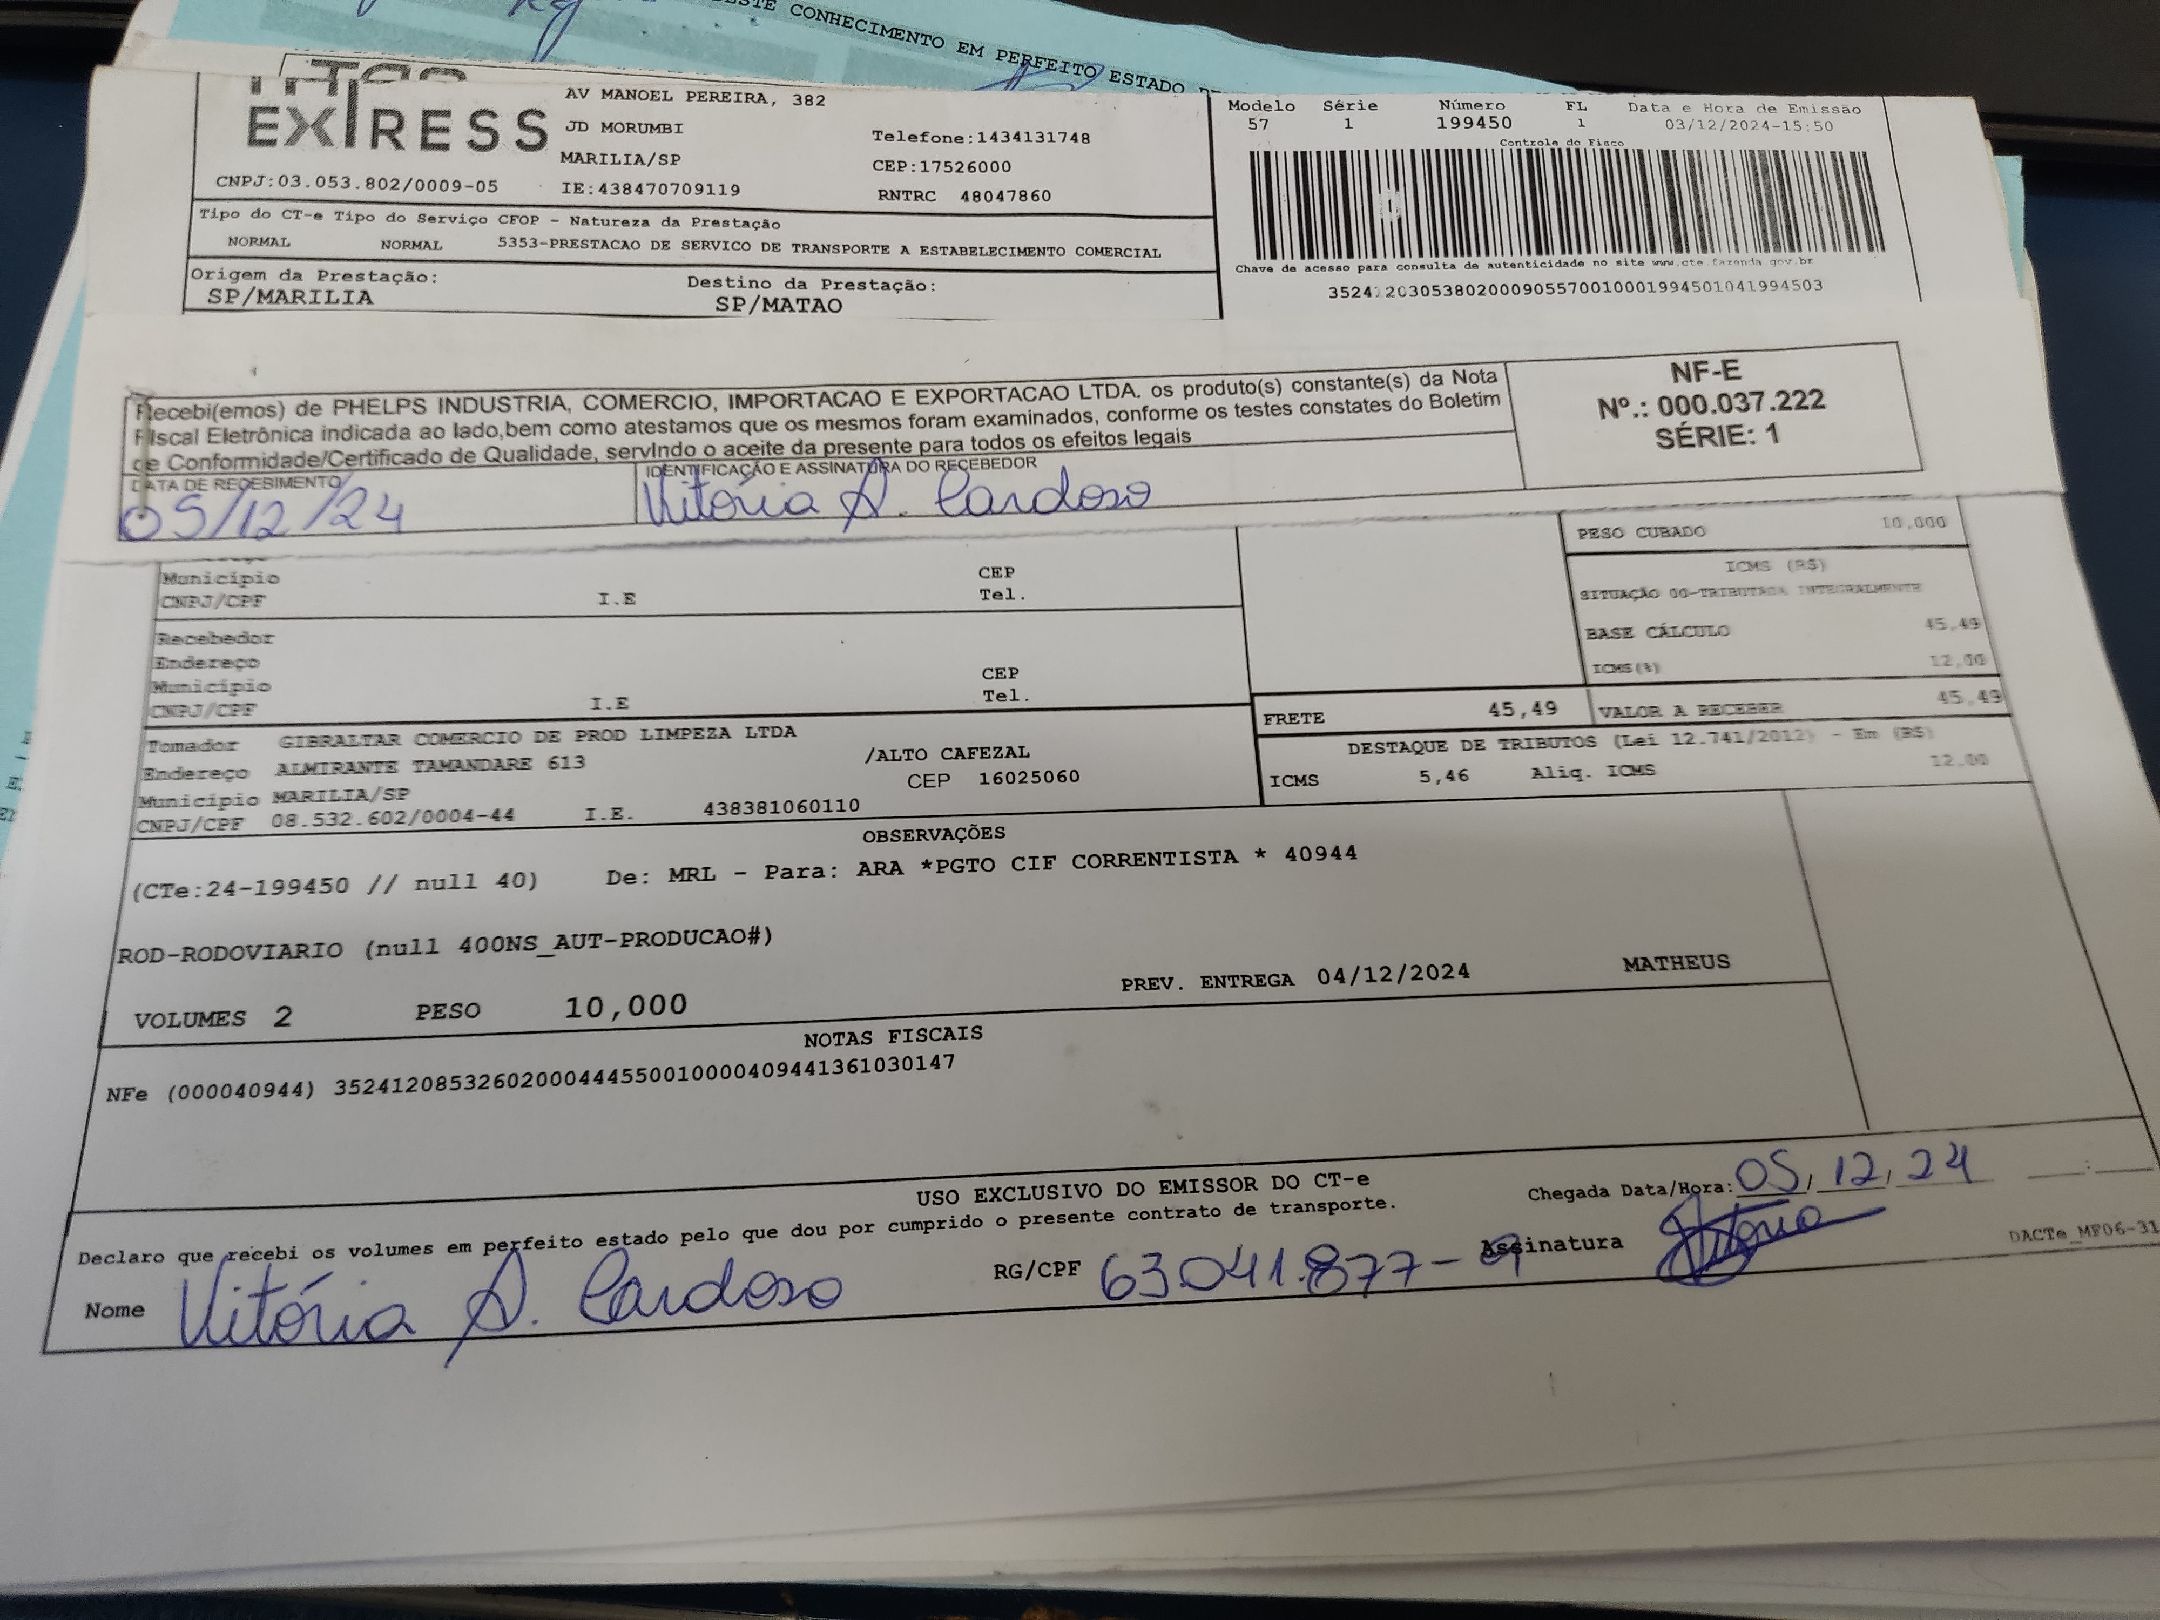 ESTE CONHECIMENTO EM PERFEITO ESTADO
EXPRESS
AV MANOEL PEREIRA, 382
JD MORUMBI
MARILIA/SP
Telefone:1434131748
CEP:17526000
CNPJ:03.053.802/0009-05
IE:438470709119
RNTRC 48047860
Modelo Série Número FL Data e Hora de Emissão
57 1 199450 1 03/12/2024-15:50
Controle do Fisco
Tipo do CT-e Tipo do Serviço CFOP - Natureza da Prestação
NORMAL NORMAL 5353-PRESTACAO DE SERVICO DE TRANSPORTE A ESTABELECIMENTO COMERCIAL
Chave de acesso para consulta de autenticidade no site www.cte.fazenda.gov.br
35241203053802000905570010001994501041994503
Origem da Prestação: Destino da Prestação:
SP/MARILIA SP/MATAO
Recebi(emos) de PHELPS INDUSTRIA, COMERCIO, IMPORTACAO E EXPORTACAO LTDA. os produto(s) constante(s) da Nota
Fiscal Eletrônica indicada ao lado,bem como atestamos que os mesmos foram examinados, conforme os testes constates do Boletim
de Conformidade/Certificado de Qualidade, servindo o aceite da presente para todos os efeitos legais
NF-E
Nº.: 000.037.222
SÉRIE: 1
DATA DE RECEBIMENTO IDENTIFICAÇÃO E ASSINATURA DO RECEBEDOR
05/12/24 Vitória A. Cardoso
PESO CUBADO 10,000
Município CEP
CNPJ/CPF I.E Tel.
ICMS (R$)
SITUAÇÃO 00-TRIBUTADA INTEGRALMENTE
BASE CÁLCULO 45,49
ICMS(%) 12,00
Recebedor
Endereço
Município CEP
CNPJ/CPF I.E Tel.
FRETE 45,49 VALOR A RECEBER 45,49
Tomador GIBRALTAR COMERCIO DE PROD LIMPEZA LTDA
Endereço ALMIRANTE TAMANDARE 613 /ALTO CAFEZAL
Município MARILIA/SP CEP 16025060
CNPJ/CPF 08.532.602/0004-44 I.E. 438381060110
DESTAQUE DE TRIBUTOS (Lei 12.741/2012) - Em (R$)
ICMS 5,46 Aliq. ICMS 12.00
OBSERVAÇÕES
(CTe:24-199450 // null 40) De: MRL - Para: ARA *PGTO CIF CORRENTISTA * 40944
ROD-RODOVIARIO (null 400NS_AUT-PRODUCAO#)
VOLUMES 2 PESO 10,000 PREV. ENTREGA 04/12/2024 MATHEUS
NOTAS FISCAIS
NFe (000040944) 35241208532602000444550010000409441361030147
USO EXCLUSIVO DO EMISSOR DO CT-e
Declaro que recebi os volumes em perfeito estado pelo que dou por cumprido o presente contrato de transporte.
Chegada Data/Hora: 05/12/24 __:__
Nome Vitória A. Cardoso RG/CPF 63041.877-9 Assinatura Vitória
DACTe_MF06-31